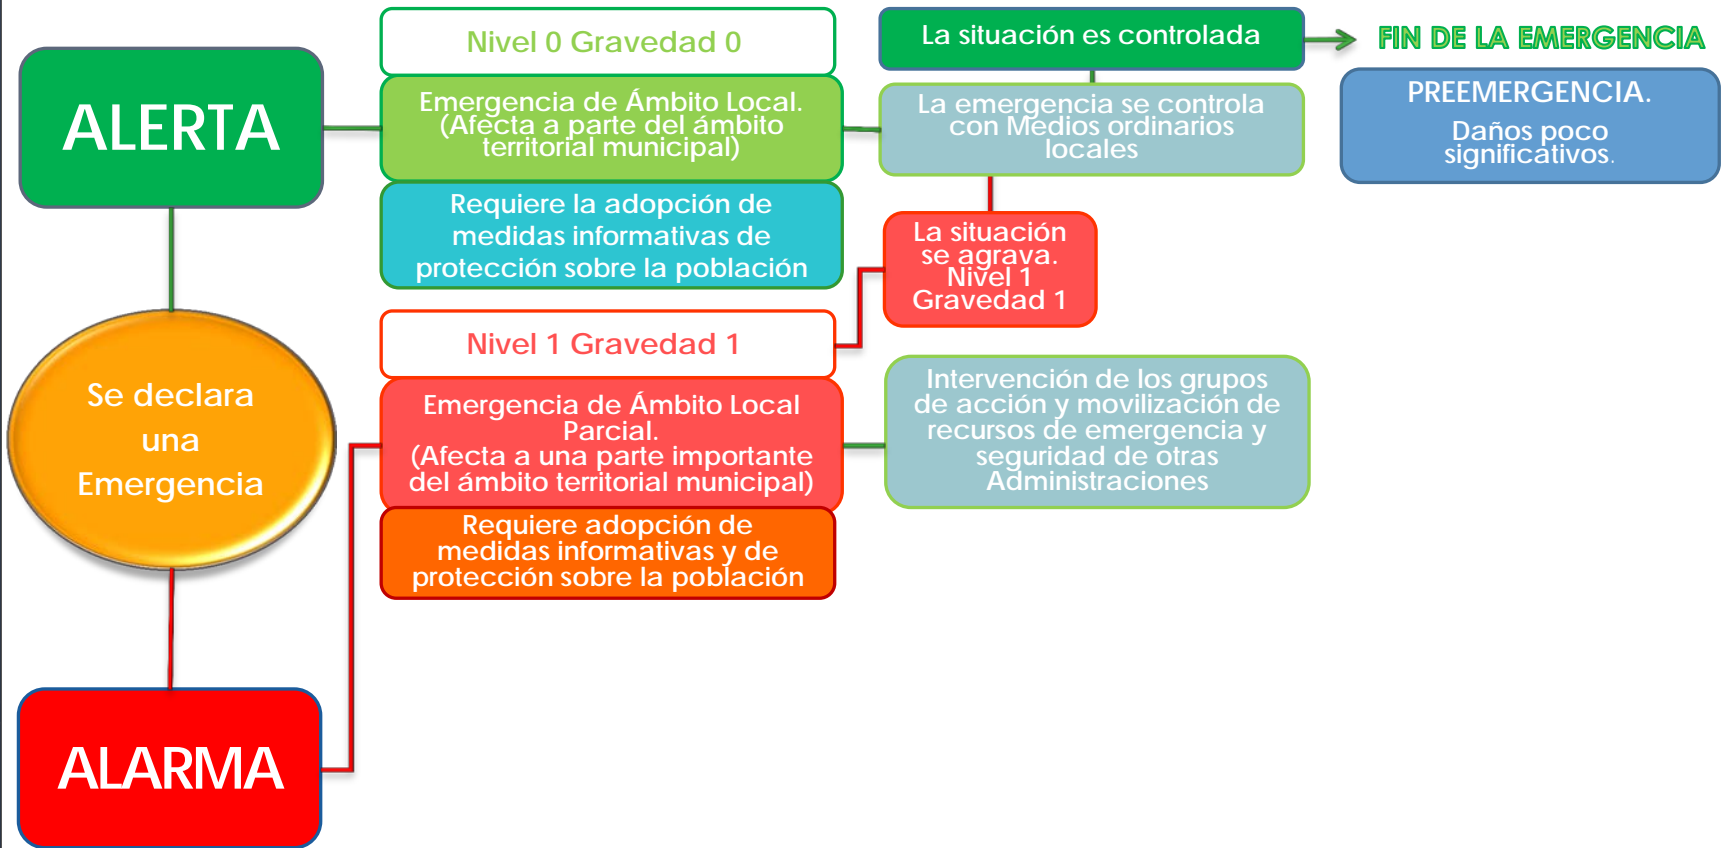 ALERTA
Nivel 0 Gravedad 0
Emergencia de Ámbito Local.
(Afecta a parte del ámbito
territorial municipal)
Requiere la adopción de
medidas informativas de
protección sobre la población
La situación es controlada
FIN DE LA EMERGENCIA
La emergencia se controla
con Medios ordinarios
locales
PREEMERGENCIA.
Daños poco
significativos.
La situación
se agrava.
Nivel 1
Gravedad 1
Se declara
una
Emergencia
Nivel 1 Gravedad 1
Emergencia de Ámbito Local
Parcial.
(Afecta a una parte importante
del ámbito territorial municipal)
Requiere adopción de
medidas informativas y de
protección sobre la población
Intervención de los grupos
de acción y movilización de
recursos de emergencia y
seguridad de otras
Administraciones
ALARMA